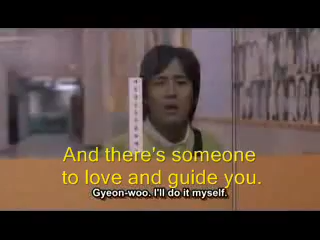 And there's someone
to love and guide you.
Gyeon-woo. I'll do it myself.